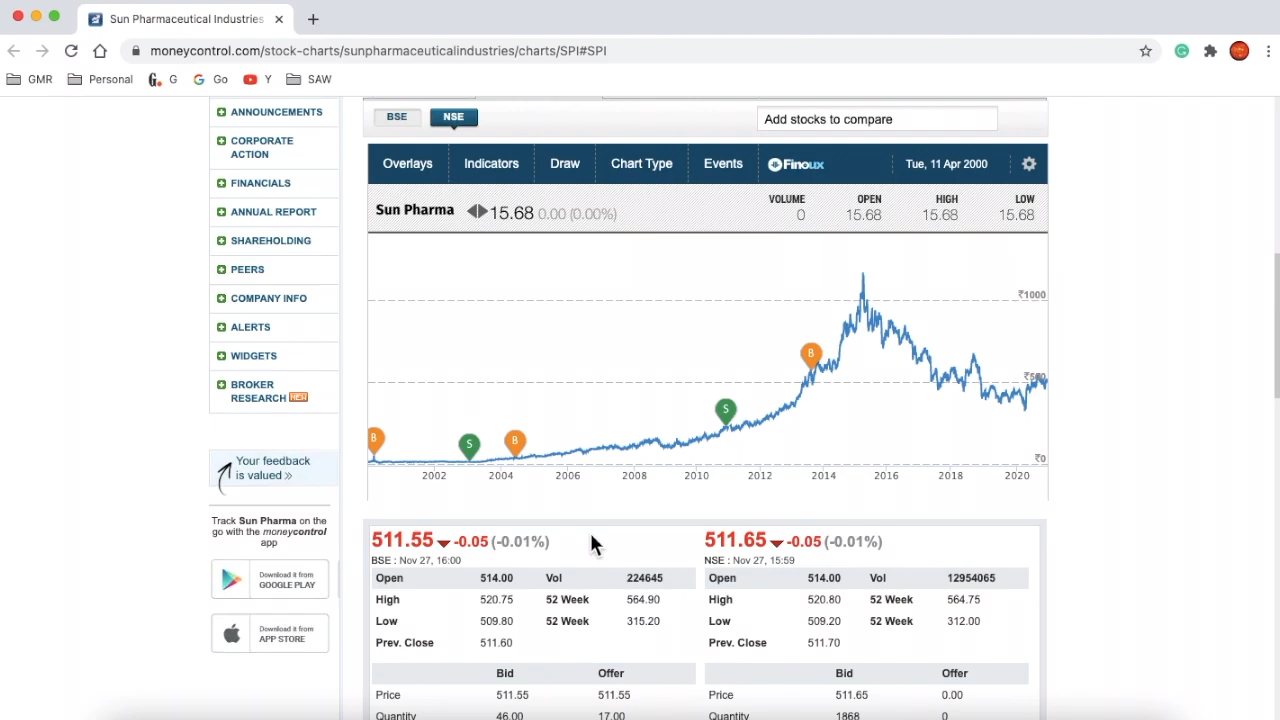 Sun Pharmaceutical Industries
moneycontrol.com/stock-charts/sunpharmaceuticalindustries/charts/SPI#SPI
GMR Personal G. G G Go Y SAW
ANNOUNCEMENTS
CORPORATE
ACTION
FINANCIALS
ANNUAL REPORT
SHAREHOLDING
PEERS
COMPANY INFO
ALERTS
WIDGETS
BROKER
RESEARCH NEW
Your feedback
is valued »
Track Sun Pharma on the
go with the moneycontrol
app
Download it from
GOOGLE PLAY
Download it from
APP STORE
BSE NSE Add stocks to compare
Overlays Indicators Draw Chart Type Events Finoux Tue, 11 Apr 2000
VOLUME OPEN HIGH LOW
Sun Pharma 15.68 0.00 (0.00%) 0 15.68 15.68 15.68
₹1000
B
₹500
S
B S B
₹0
2002 2004 2006 2008 2010 2012 2014 2016 2018 2020
511.55 -0.05 (-0.01%)
BSE : Nov 27, 16:00
Open 514.00 Vol 224645
High 520.75 52 Week 564.90
Low 509.80 52 Week 315.20
Prev. Close 511.60
Bid Offer
Price 511.55 511.55
Quantity 46.00 17.00
511.65 -0.05 (-0.01%)
NSE : Nov 27, 15:59
Open 514.00 Vol 12954065
High 520.80 52 Week 564.75
Low 509.20 52 Week 312.00
Prev. Close 511.70
Bid Offer
Price 511.65 0.00
Quantity 1868 0